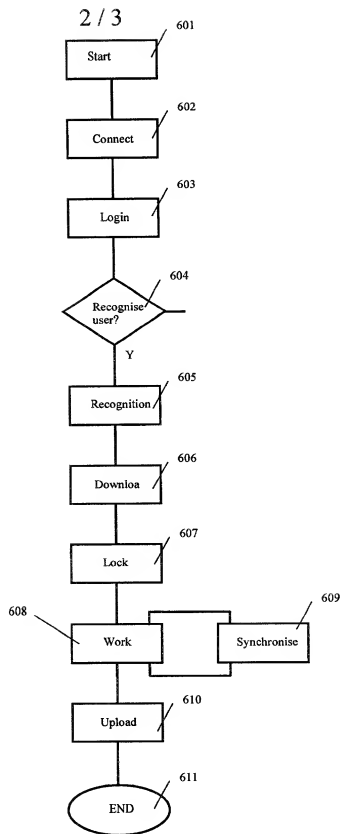 2 / 3
601
Start
602
Connect
603
Login
604
Recognise
user?
Y
605
Recognition
606
Downloa
607
Lock
608
Work
609
Synchronise
610
Upload
611
END